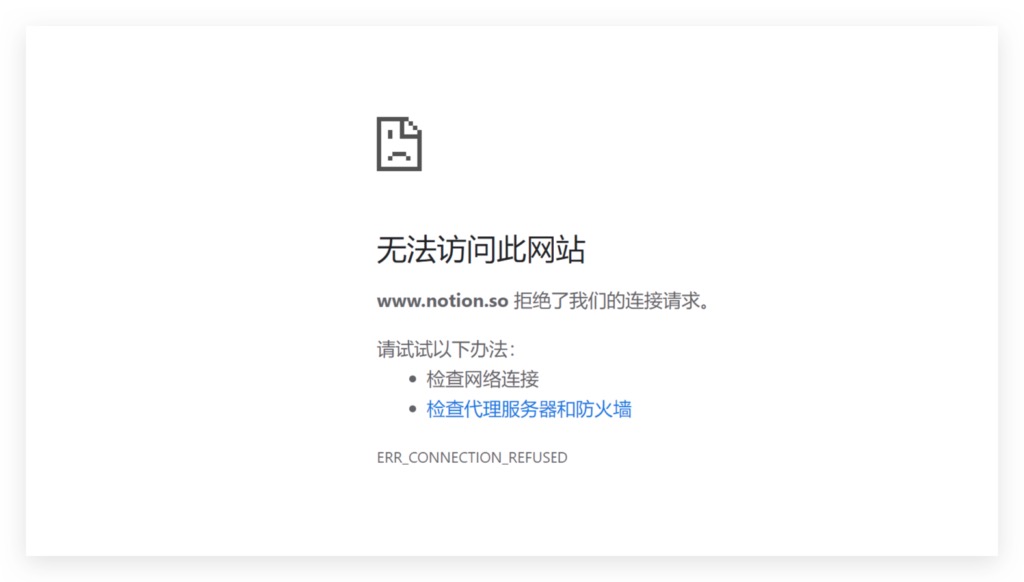 无法访问此网站
www.notion.so 拒绝了我们的连接请求。
请试试以下办法：
检查网络连接
检查代理服务器和防火墙
ERR_CONNECTION_REFUSED